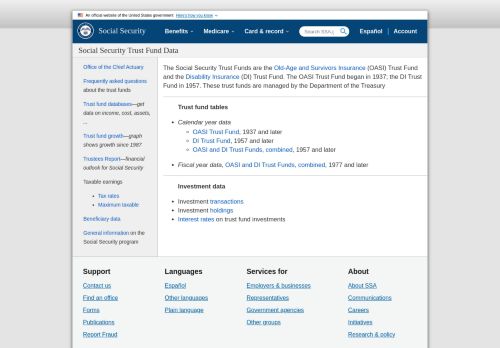 An official website of the United States government Here's how you know
Social Security
Benefits
Medicare
Card & record
Search SSA.g
Español
Account
Social Security Trust Fund Data
Office of the Chief Actuary
Frequently asked questions
about the trust funds
Trust fund databases—get
data on income, cost, assets,
...
Trust fund growth—graph
shows growth since 1987
Trustees Report—financial
outlook for Social Security
Taxable earnings
• Tax rates
• Maximum taxable
Beneficiary data
General information on the
Social Security program
The Social Security Trust Funds are the Old-Age and Survivors Insurance (OASI) Trust Fund
and the Disability Insurance (DI) Trust Fund. The OASI Trust Fund began in 1937; the DI Trust
Fund in 1957. These trust funds are managed by the Department of the Treasury
Trust fund tables
• Calendar year data
OASI Trust Fund, 1937 and later
DI Trust Fund, 1957 and later
OASI and DI Trust Funds, combined, 1957 and later
• Fiscal year data, OASI and DI Trust Funds, combined, 1977 and later
Investment data
• Investment transactions
• Investment holdings
• Interest rates on trust fund investments
Support
Contact us
Find an office
Forms
Publications
Report Fraud
Languages
Español
Other languages
Plain language
Services for
Employers & businesses
Representatives
Government agencies
Other groups
About
About SSA
Communications
Careers
Initiatives
Research & policy